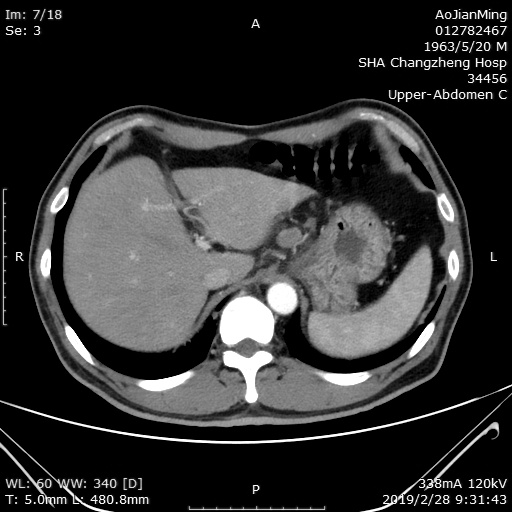 Im: 7/18
Se: 3
A
AoJianMing
012782467
1963/5/20 M
SHA Changzheng Hosp
34456
Upper-Abdomen C
R
L
WL: 60 WW: 340 [D]
T: 5.0mm L: 480.8mm
P
338mA 120kV
2019/2/28 9:31:43